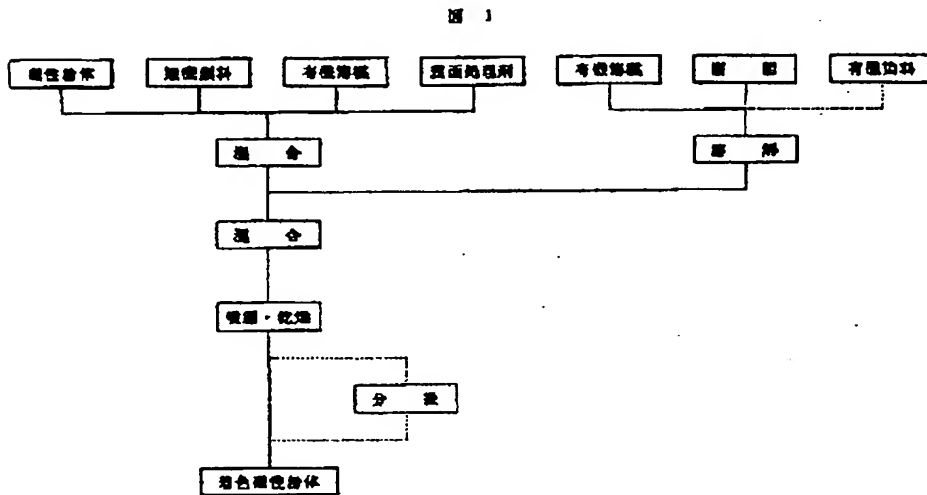 図 1
磁性粉体 無機顔料 有機溶媒 表面処理剤 有機溶媒 樹 脂 有機染料
混 合 溶 解
混 合
噴霧・乾燥
分 級
着色磁性粉体